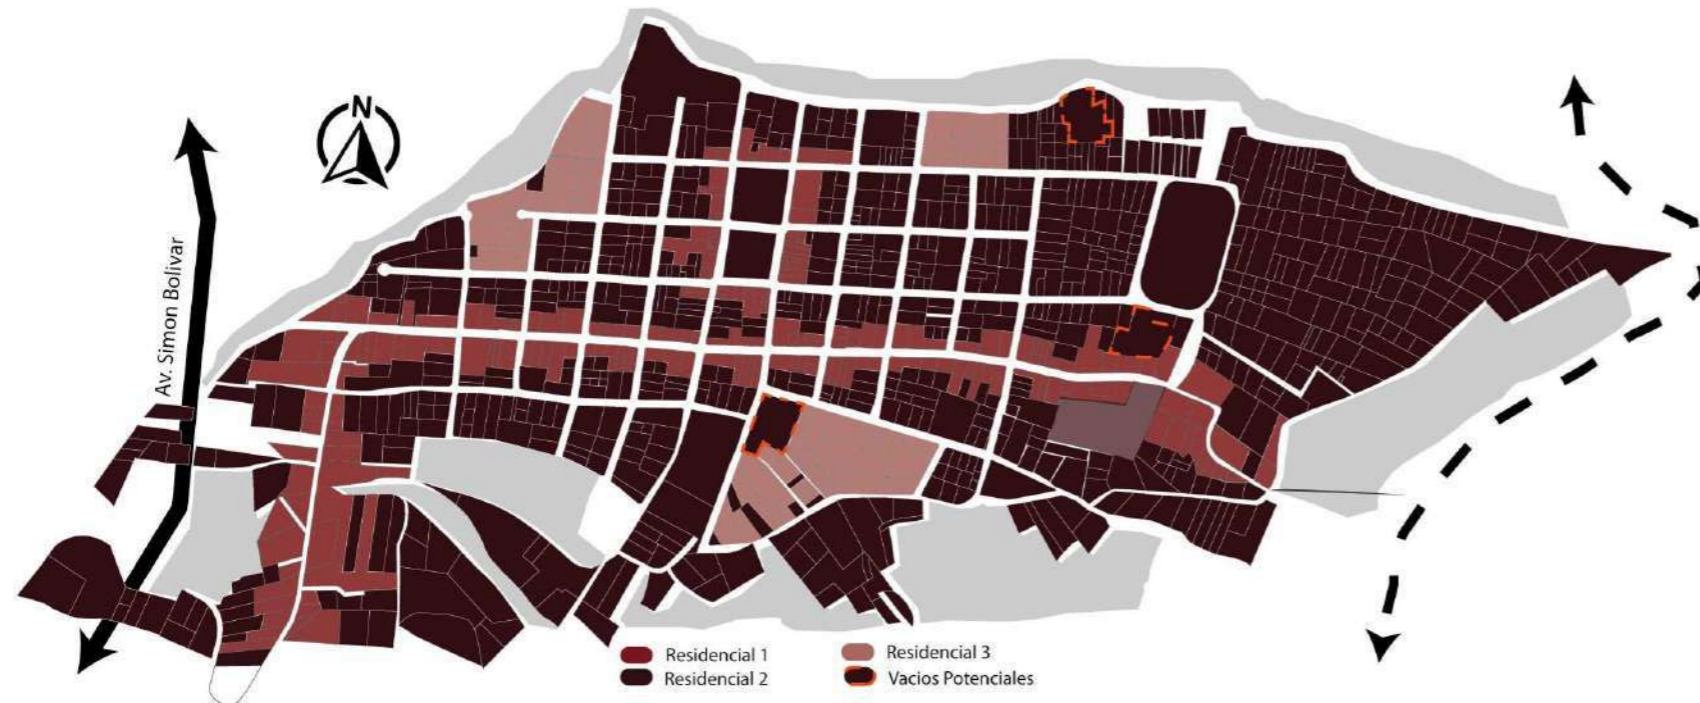 N
Av. Simon Bolivar
Residencial 1
Residencial 2
Residencial 3
Vacios Potenciales